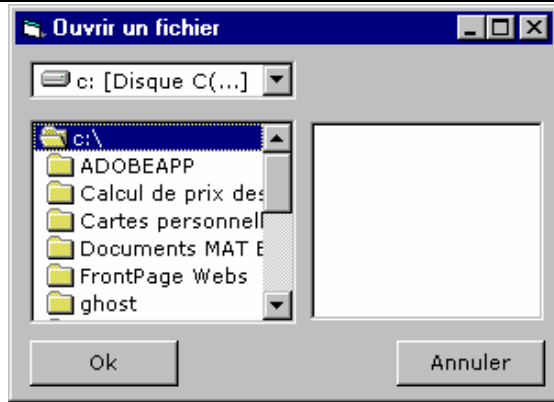 Ouvrir un fichier
c: [Disque C(...]
c:\
ADOBEAPP
Calcul de prix des
Cartes personnell
Documents MAT E
FrontPage Webs
ghost
Ok
Annuler